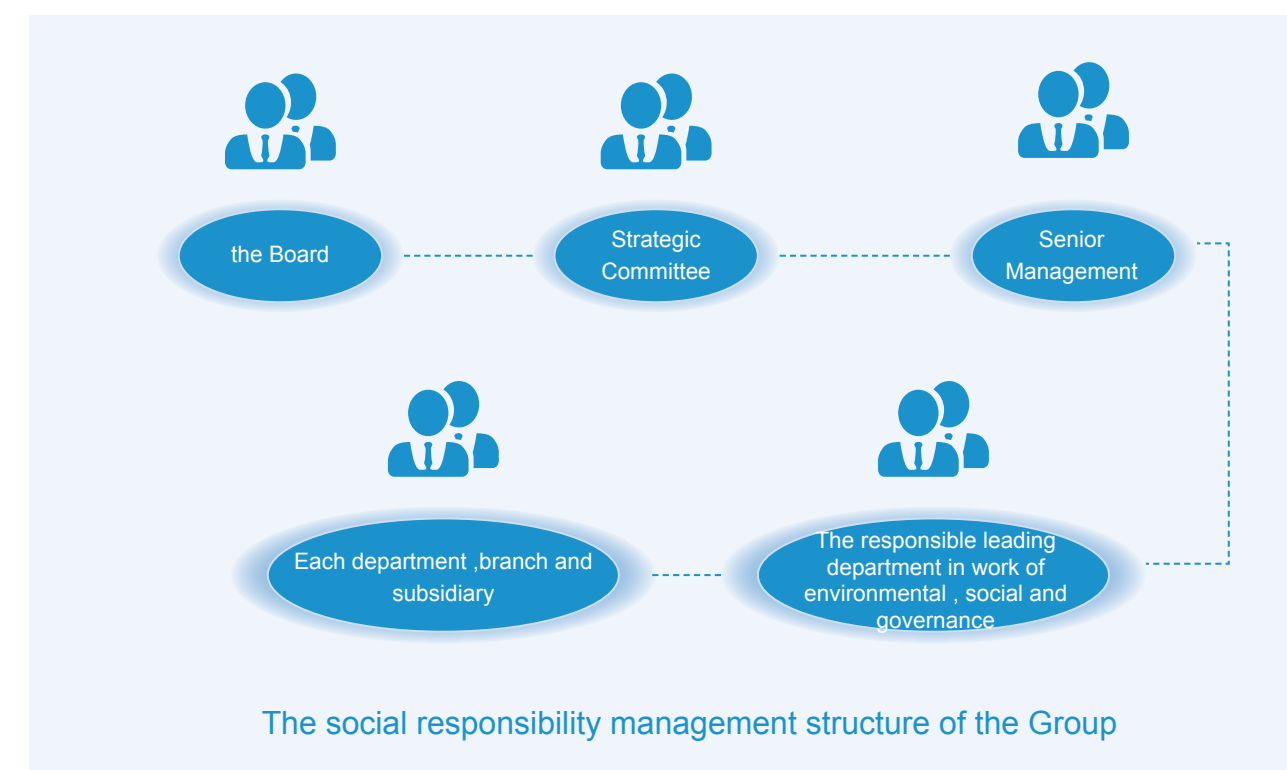 the Board
Strategic
Committee
Senior
Management
Each department ,branch and
subsidiary
The responsible leading
department in work of
environmental , social and
governance
The social responsibility management structure of the Group